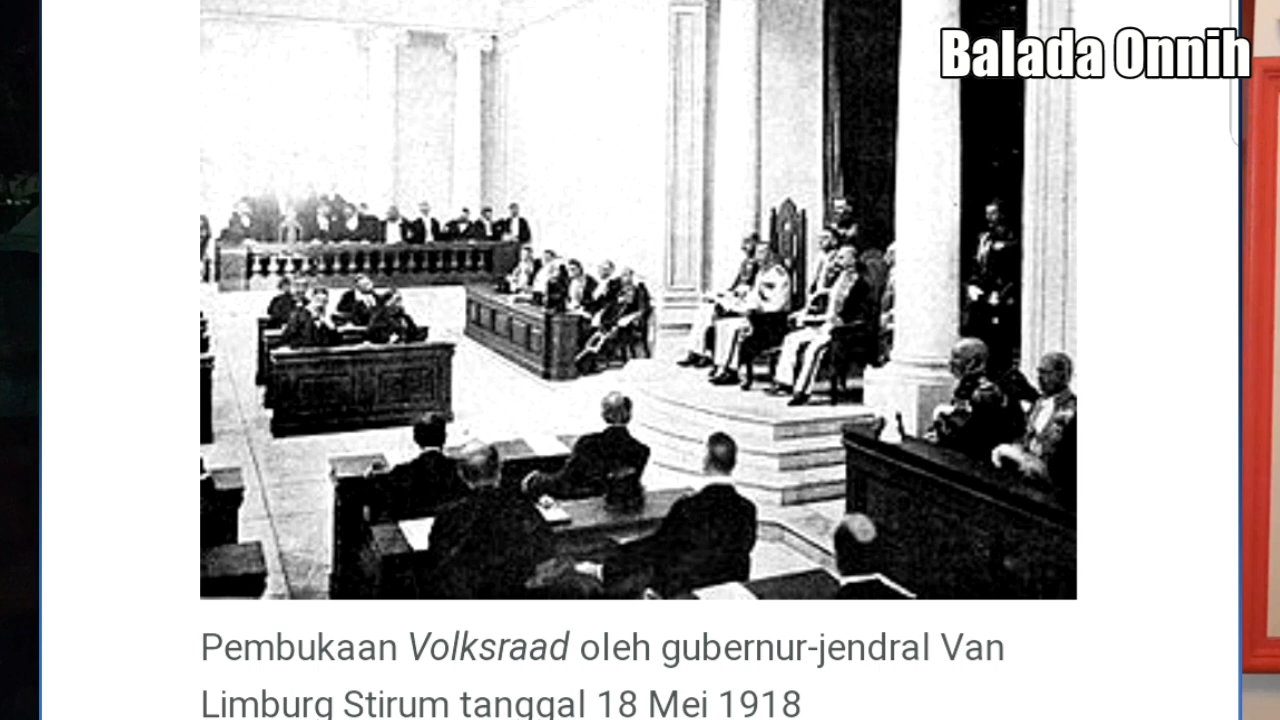 Balada Onnih
Pembukaan Volksraad oleh gubernur-jendral Van
Limburg Stirum tanggal 18 Mei 1918